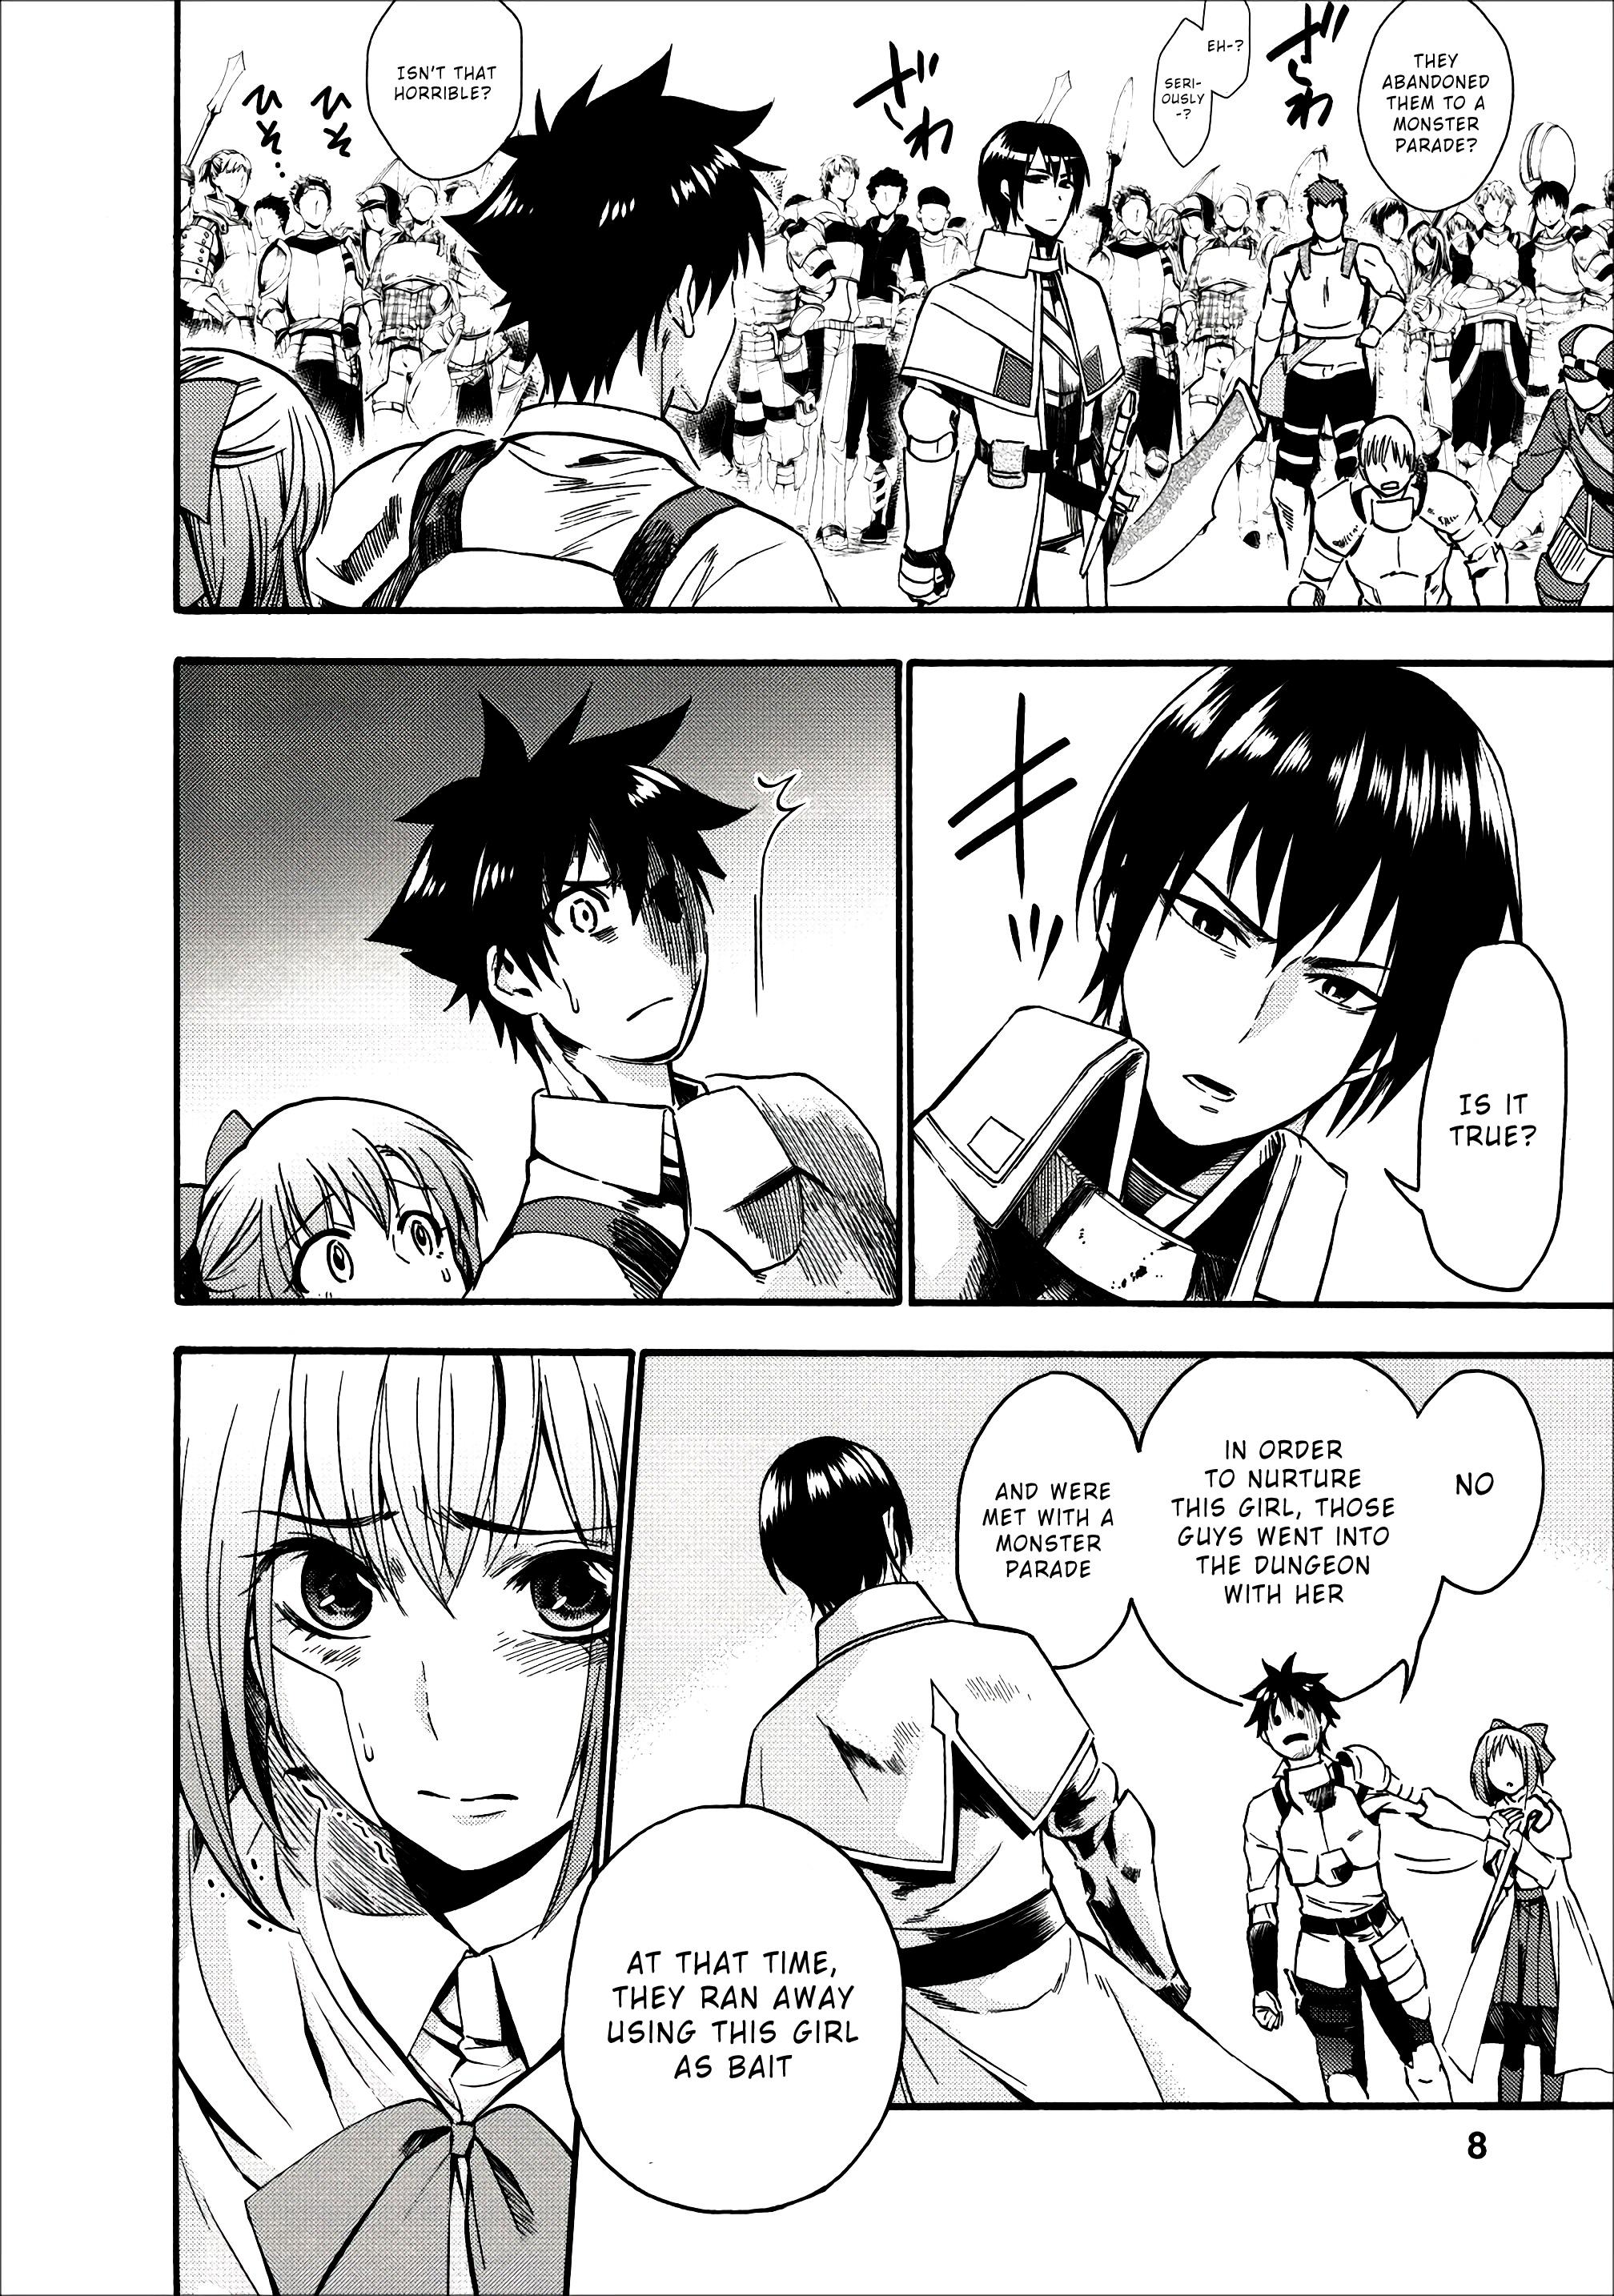 THEY
ABANDONED
THEM TO A
MONSTER
PARADE?
ざわ
EH-?
SERI-
OUSLY
-?
ざわ
ISN'T THAT
HORRIBLE?
ひそ
ひそ…
IS IT
TRUE?
キッ
NO
IN ORDER
TO NURTURE
THIS GIRL, THOSE
GUYS WENT INTO
THE DUNGEON
WITH HER
AND WERE
MET WITH A
MONSTER
PARADE
AT THAT TIME,
THEY RAN AWAY
USING THIS GIRL
AS BAIT
8